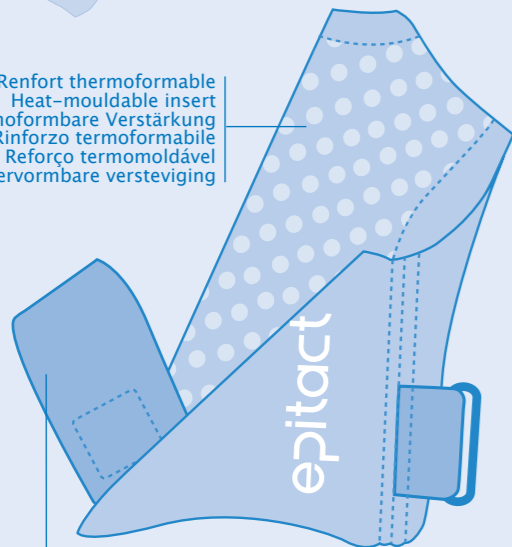 Renfort thermoformable
Heat-mouldable insert
Verstärkung
Rinforzo termoformabile
Reforço termomoldável
versteviging
epitact